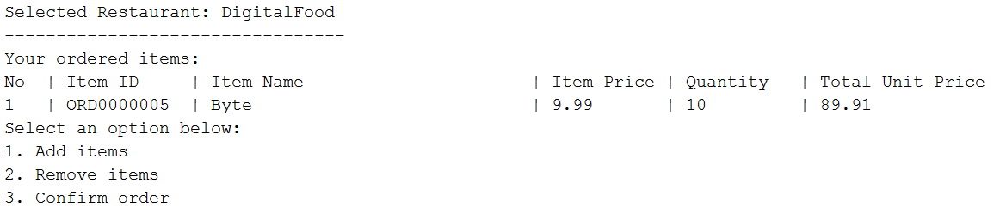 Selected Restaurant: DigitalFood
---------------------------------
Your ordered items:
No  | Item ID     | Item Name                      | Item Price | Quantity   | Total Unit Price
1   | ORD0000005  | Byte                           | 9.99       | 10         | 89.91
Select an option below:
1. Add items
2. Remove items
3. Confirm order